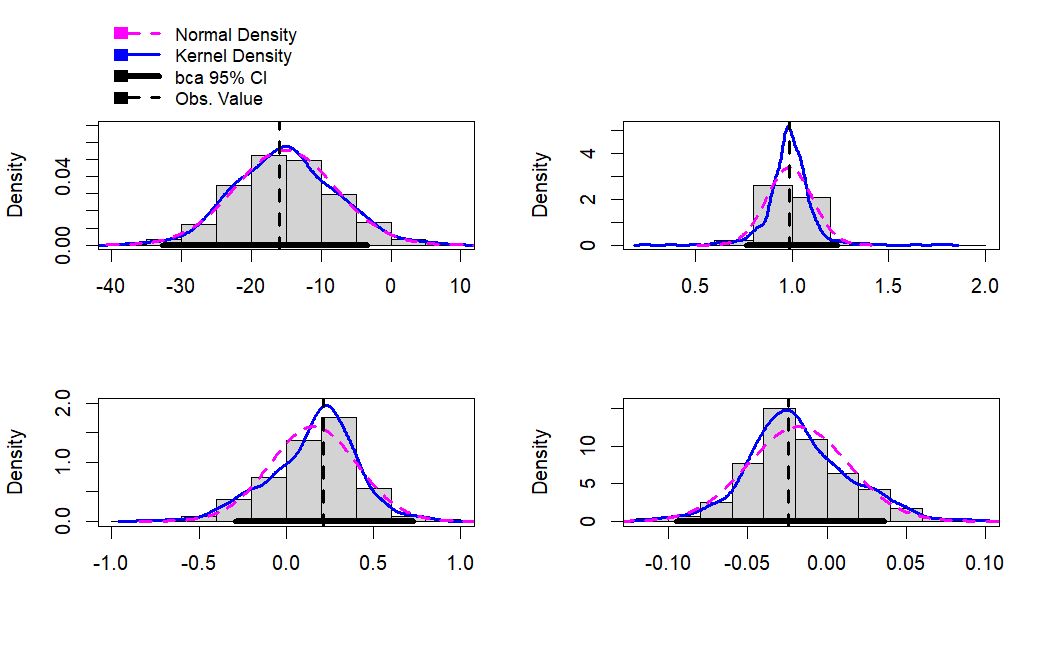 Normal Density
Kernel Density
bca 95% CI
Obs. Value
Density
0.00 0.04
-40 -30 -20 -10 0 10
Density
0 2 4
0.5 1.0 1.5 2.0
Density
0.0 1.0 2.0
-1.0 -0.5 0.0 0.5 1.0
Density
0 5 10
-0.10 -0.05 0.00 0.05 0.10